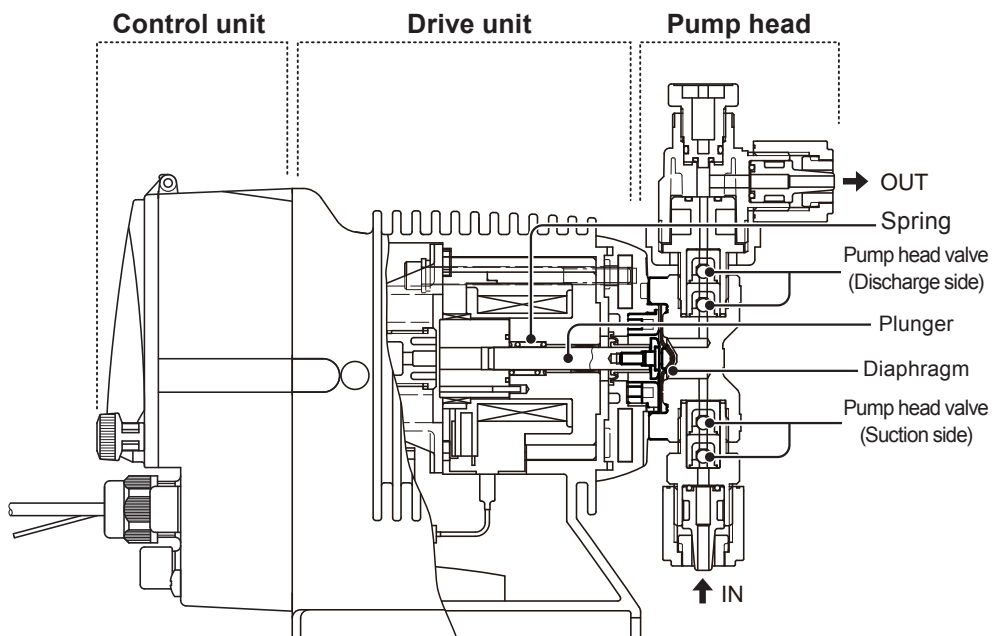 Control unit
Drive unit
Pump head
OUT
Spring
Pump head valve
(Discharge side)
Plunger
Diaphragm
Pump head valve
(Suction side)
IN